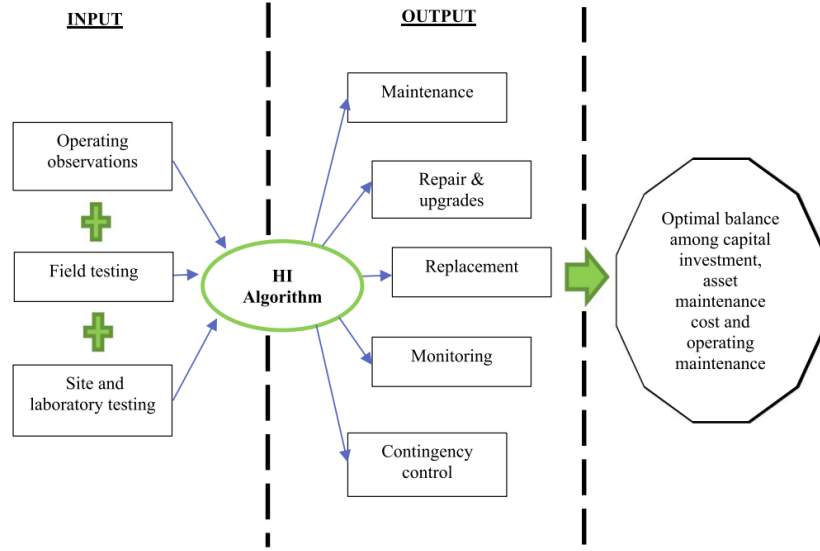 INPUT
OUTPUT
Operating
observations
Field testing
Site and
laboratory testing
HI
Algorithm
Maintenance
Repair &
upgrades
Replacement
Monitoring
Contingency
control
Optimal balance
among capital
investment,
asset
maintenance
cost and
operating
maintenance